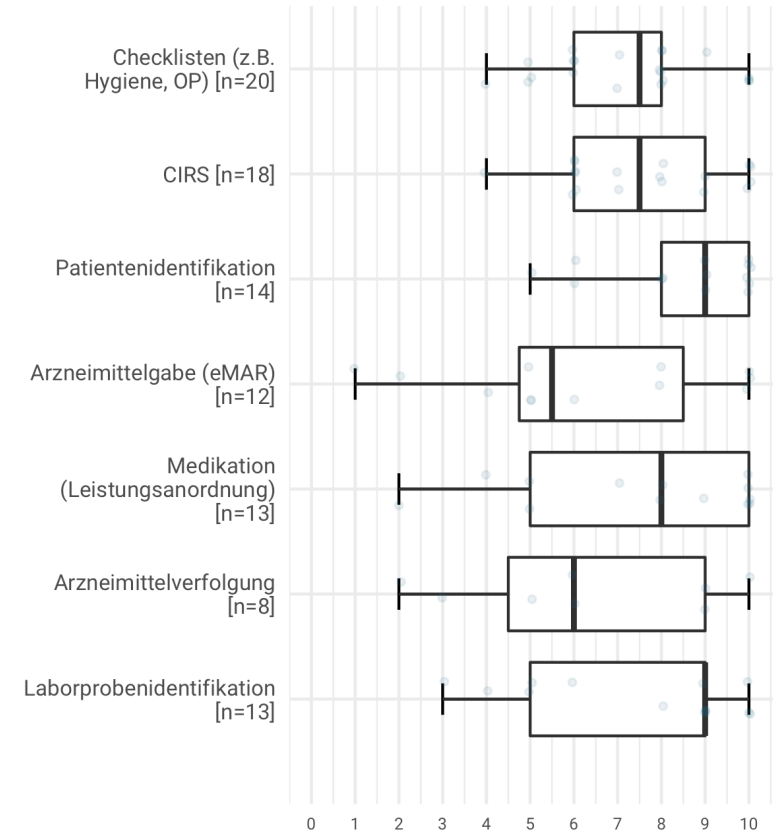 Checklisten (z.B.
Hygiene, OP) [n=20]
CIRS [n=18]
Patientenidentifikation
[n=14]
Arzneimittelgabe (eMAR)
[n=12]
Medikation
(Leistungsanordnung)
[n=13]
Arzneimittelverfolgung
[n=8]
Laborprobenidentifikation
[n=13]
0 1 2 3 4 5 6 7 8 9 10